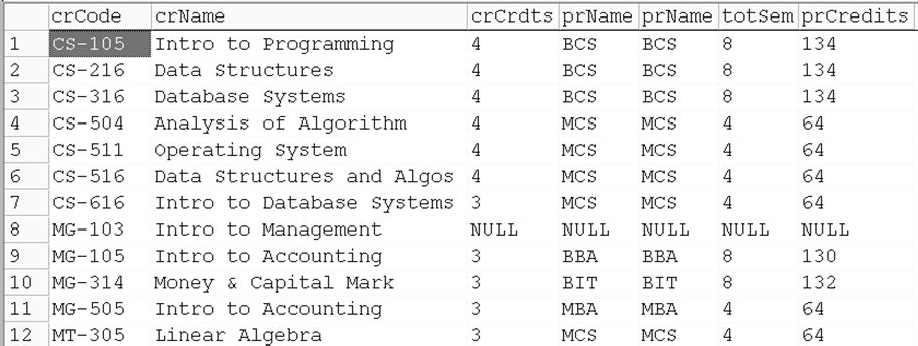 crCode crName crCrdts prName prName totSem prCredits
1 CS-105 Intro to Programming 4 BCS BCS 8 134
2 CS-216 Data Structures 4 BCS BCS 8 134
3 CS-316 Database Systems 4 BCS BCS 8 134
4 CS-504 Analysis of Algorithm 4 MCS MCS 4 64
5 CS-511 Operating System 4 MCS MCS 4 64
6 CS-516 Data Structures and Algos 4 MCS MCS 4 64
7 CS-616 Intro to Database Systems 3 MCS MCS 4 64
8 MG-103 Intro to Management NULL NULL NULL NULL NULL
9 MG-105 Intro to Accounting 3 BBA BBA 8 130
10 MG-314 Money & Capital Mark 3 BIT BIT 8 132
11 MG-505 Intro to Accounting 3 MBA MBA 4 64
12 MT-305 Linear Algebra 3 MCS MCS 4 64